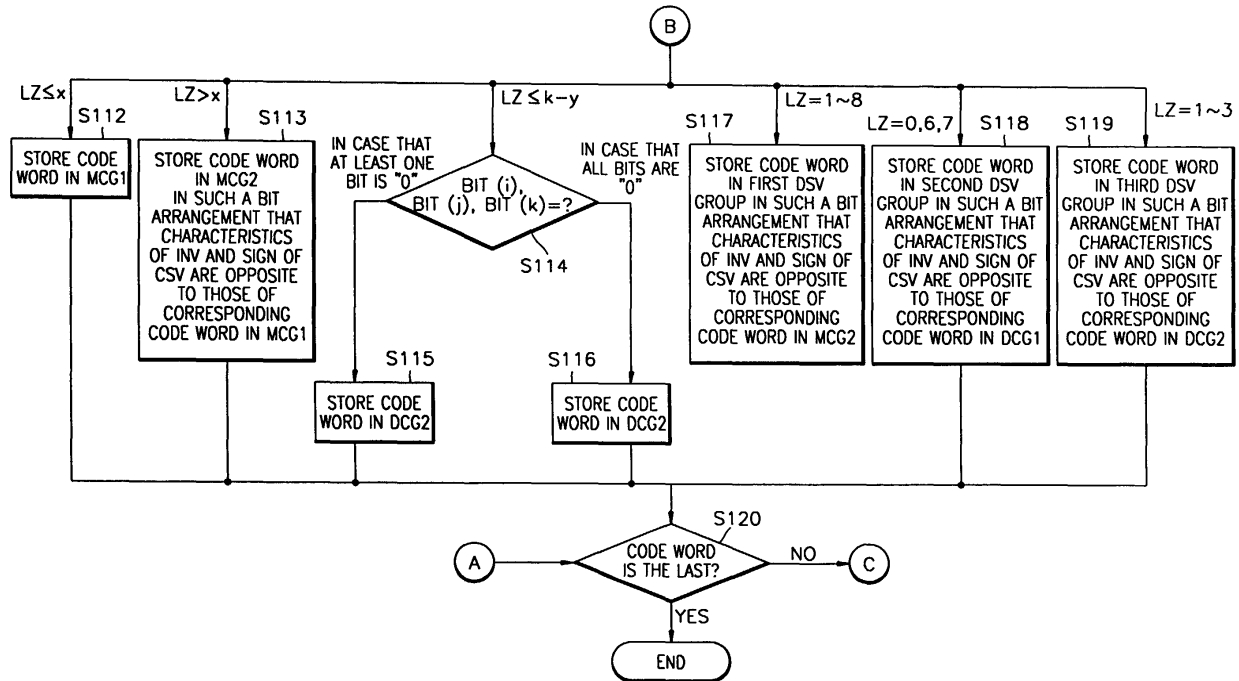 B
LZ≤x
S112
STORE CODE
WORD IN MCG1
LZ>x
S113
STORE CODE WORD
IN MCG2
IN SUCH A BIT
ARRANGEMENT THAT
CHARACTERISTICS
OF INV AND SIGN OF
CSV ARE OPPOSITE
TO THOSE OF
CORRESPONDING
CODE WORD IN MCG1
LZ≤k-y
IN CASE THAT
AT LEAST ONE
BIT IS "0"
BIT (i),
BIT (j), BIT (k)=?
IN CASE THAT
ALL BITS ARE
"0"
S114
S115
STORE CODE
WORD IN DCG2
S116
STORE CODE
WORD IN DCG2
LZ=1~8
S117
STORE CODE WORD
IN FIRST DSV
GROUP IN SUCH A BIT
ARRANGEMENT THAT
CHARACTERISTICS
OF INV AND SIGN OF
CSV ARE OPPOSITE
TO THOSE OF
CORRESPONDING
CODE WORD IN MCG2
LZ=0,6,7
S118
STORE CODE WORD
IN SECOND DSV
GROUP IN SUCH A BIT
ARRANGEMENT THAT
CHARACTERISTICS
OF INV AND SIGN OF
CSV ARE OPPOSITE
TO THOSE OF
CORRESPONDING
CODE WORD IN DCG1
LZ=1~3
S119
STORE CODE WORD
IN THIRD DSV
GROUP IN SUCH A BIT
ARRANGEMENT THAT
CHARACTERISTICS
OF INV AND SIGN OF
CSV ARE OPPOSITE
TO THOSE OF
CORRESPONDING
CODE WORD IN DCG2
A
S120
CODE WORD
IS THE LAST?
NO
C
YES
END